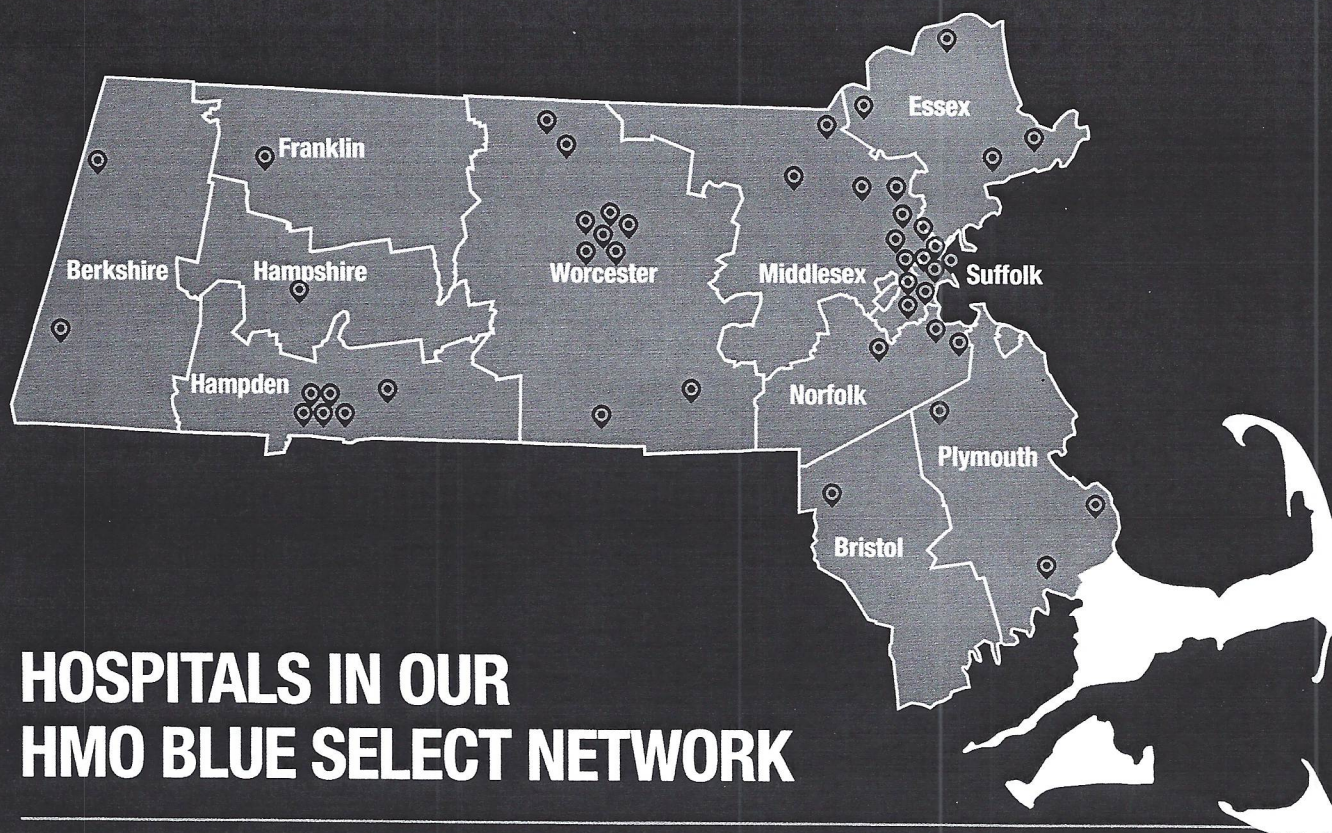 Essex
Franklin
Berkshire
Hampshire
Worcester
Middlesex
Suffolk
Hampden
Norfolk
Plymouth
Bristol
HOSPITALS IN OUR
HMO BLUE SELECT NETWORK